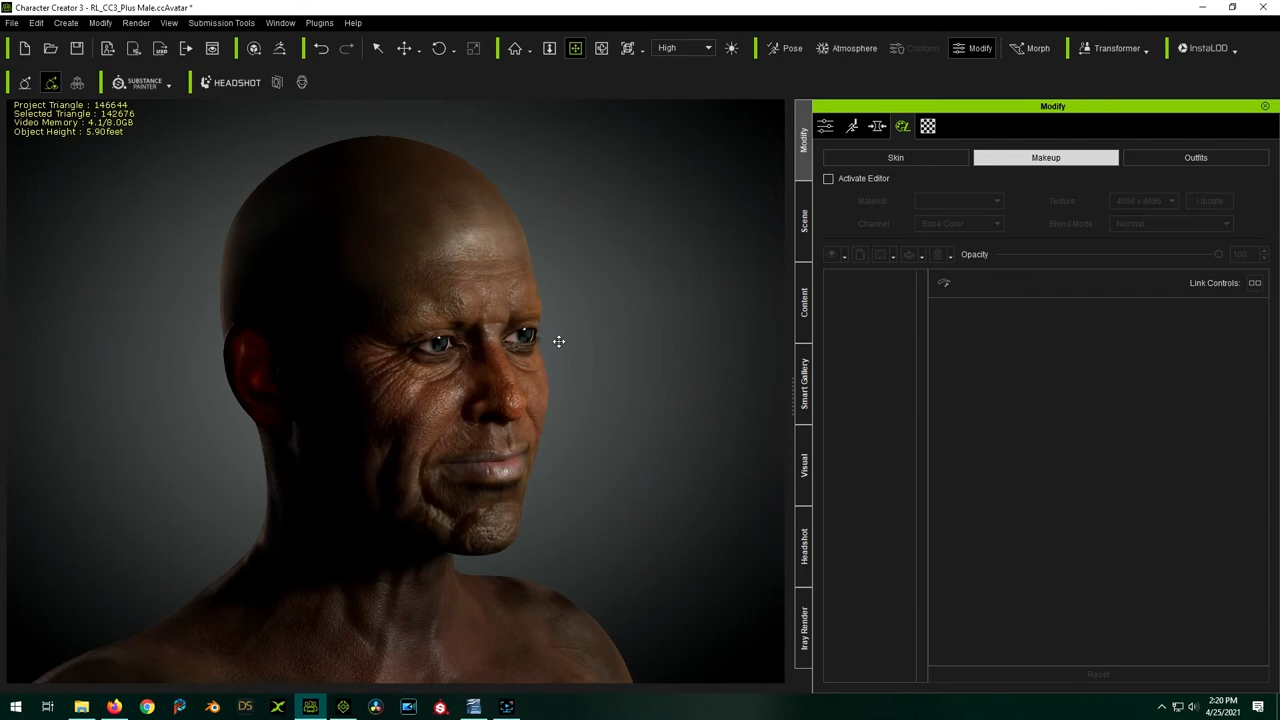 Character Creator 3 - RL_CC3_Plus Male.ccAvatar *
File Edit Create Modify Render View Submission Tools Window Plugins Help
High Pose Atmosphere Conform Modify Morph Transformer InstaLOD
SUBSTANCE PAINTER HEADSHOT
Project Triangle : 146644
Selected Triangle : 142676
Video Memory : 4.1/8.0GB
Object Height : 5.90feet
Modify
Modify
Scene
Content
Smart Gallery
Visual
Headshot
Iray Render
Skin Makeup Outfits
Activate Editor
Material : Texture : 4096 x 4096 Update
Channel : Base Color Blend Mode : Normal
Opacity 100
Link Controls:
Reset
DS
2:20 PM
4/25/2021